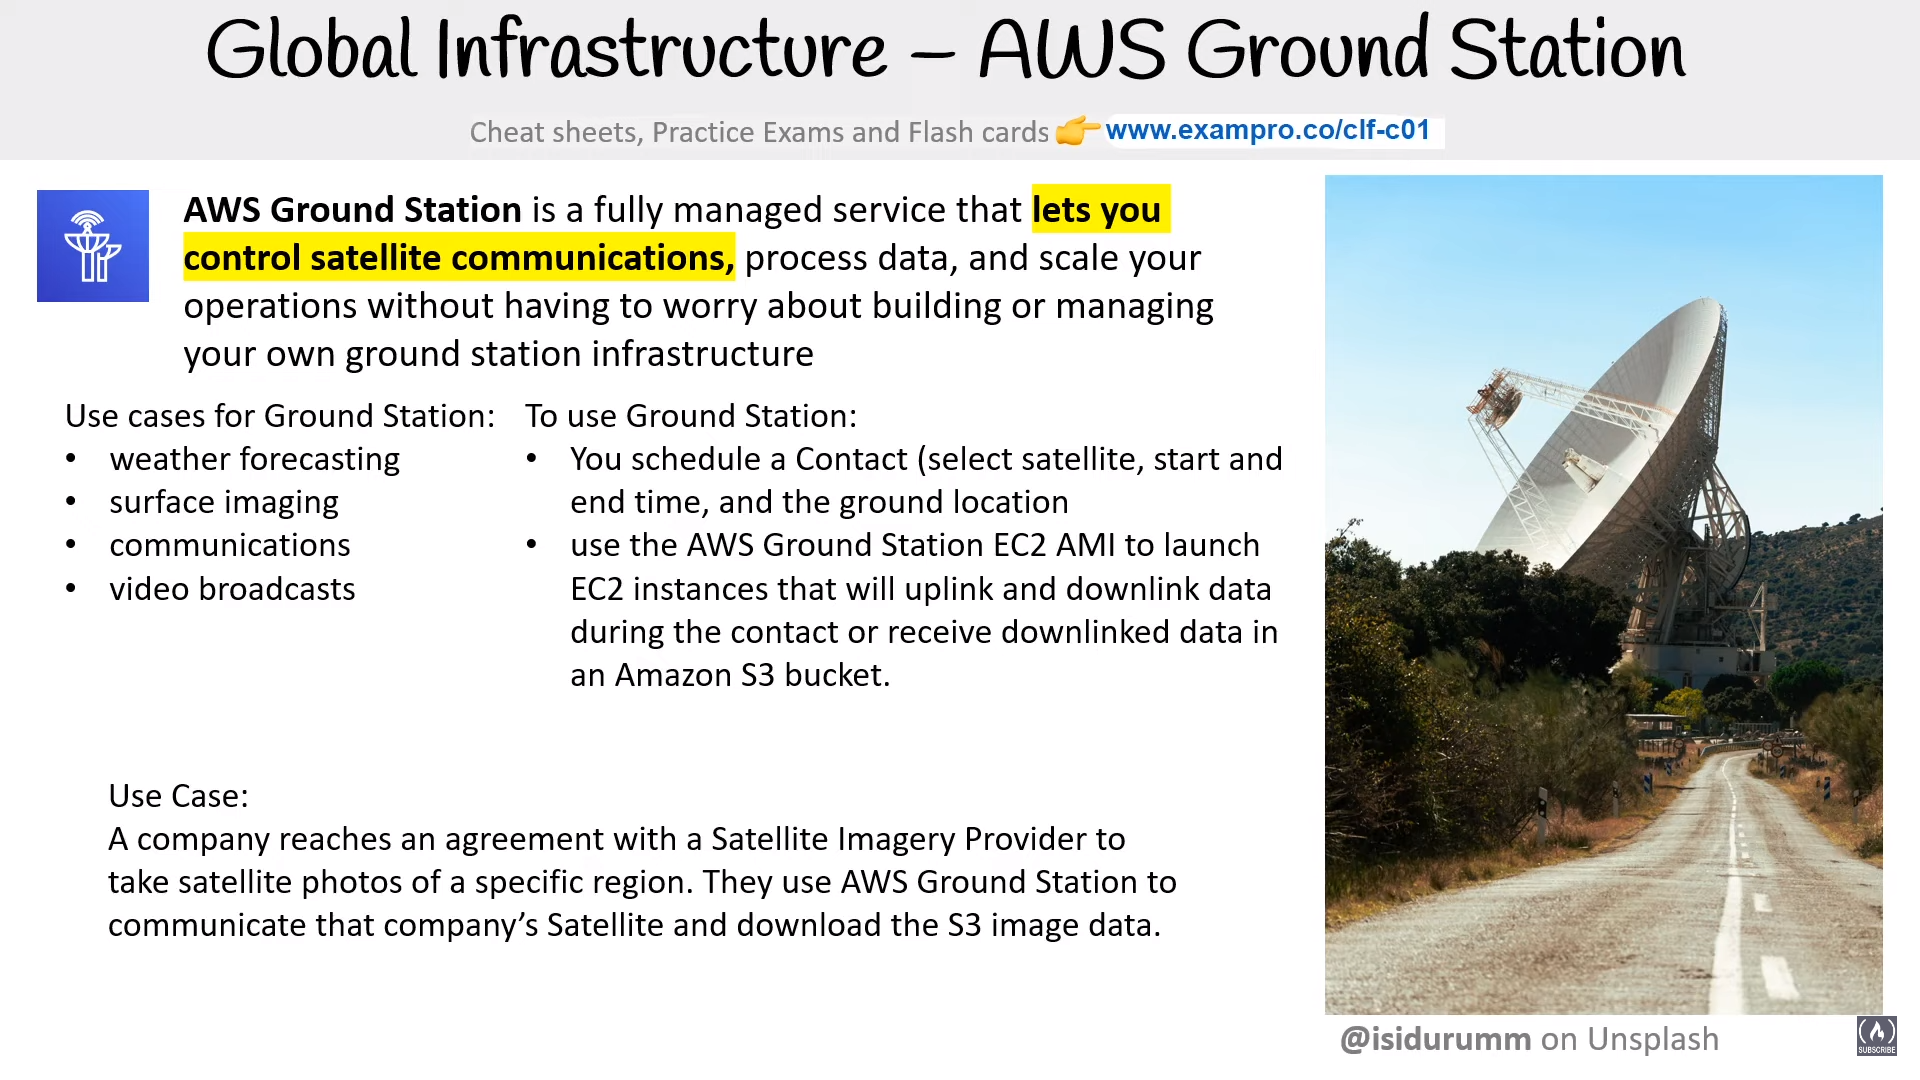 Global Infrastructure – AWS Ground Station
Cheat sheets, Practice Exams and Flash cards 👉 www.exampro.co/clf-c01
AWS Ground Station is a fully managed service that lets you
control satellite communications, process data, and scale your
operations without having to worry about building or managing
your own ground station infrastructure
Use cases for Ground Station:
• weather forecasting
• surface imaging
• communications
• video broadcasts
To use Ground Station:
• You schedule a Contact (select satellite, start and
end time, and the ground location
• use the AWS Ground Station EC2 AMI to launch
EC2 instances that will uplink and downlink data
during the contact or receive downlinked data in
an Amazon S3 bucket.
Use Case:
A company reaches an agreement with a Satellite Imagery Provider to
take satellite photos of a specific region. They use AWS Ground Station to
communicate that company’s Satellite and download the S3 image data.
@isidurumm on Unsplash
SUBSCRIBE